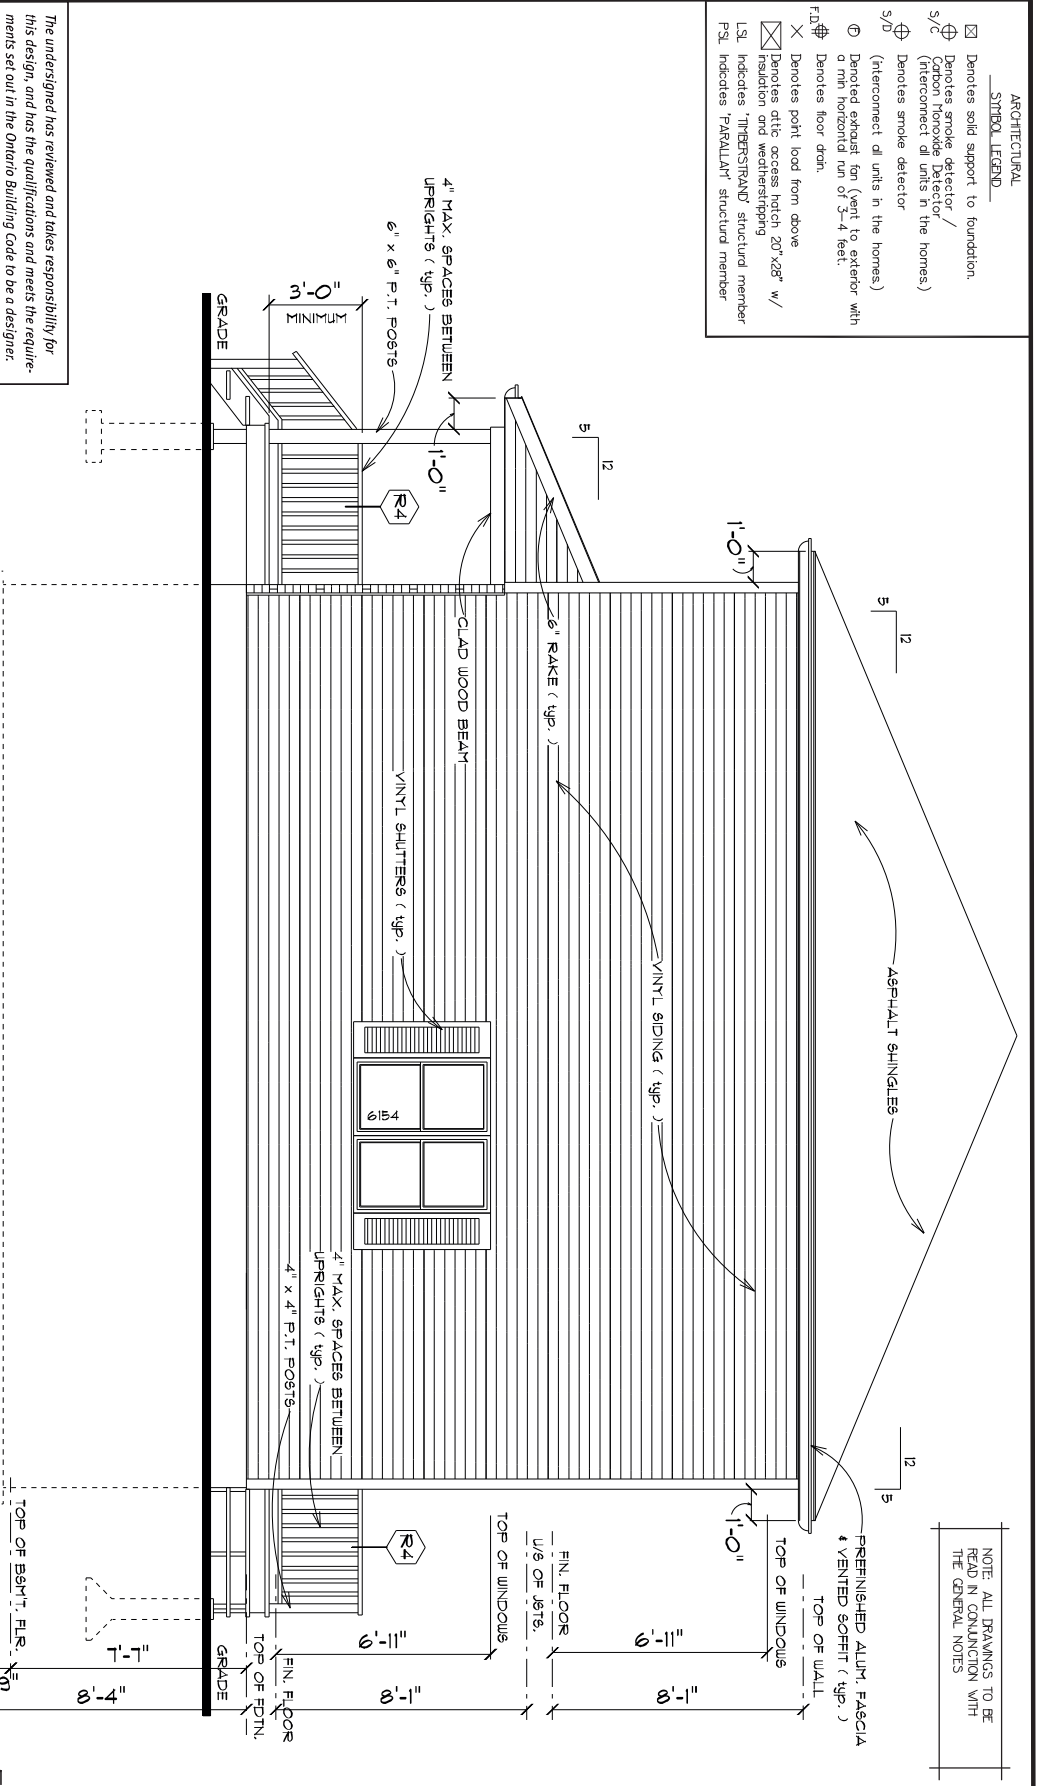 ARCHITECTURAL
SYMBOL LEGEND
Denotes solid support to foundation.
S/C Denotes smoke detector /
Carbon Monoxide Detector
(interconnect all units in the homes.)
S/D Denotes smoke detector
(interconnect all units in the homes.)
Denoted exhaust fan (vent to exterior with
a min horizontal run of 3-4 feet.
F.D. Denotes floor drain.
Denotes point load from above
Denotes attic access hatch 20"x28" w/
insulation and weatherstripping
LSL Indicates 'TIMBERSTRAND' structural member
PSL Indicates 'PARALLAM' structural member
NOTE: ALL DRAWINGS TO BE
READ IN CONJUNCTION WITH
THE GENERAL NOTES
ASPHALT SHINGLES
12
5
12
5
12
5
PREFINISHED ALUM. FASCIA
& VENTED SOFFIT ( typ. )
1'-0"
1'-0"
TOP OF WALL
TOP OF WINDOWS
VINYL SIDING ( typ. )
6'-11"
8'-1"
6" RAKE ( typ. )
FIN. FLOOR
U/S OF JSTS.
TOP OF WINDOWS
CLAD WOOD BEAM
4" MAX. SPACES BETWEEN
UPRIGHTS ( typ. )
1'-0"
6" x 6" P.T. POSTS
R4
VINYL SHUTTERS ( typ. )
6154
R4
3'-0"
MINIMUM
4" MAX. SPACES BETWEEN
UPRIGHTS ( typ. )
4" x 4" P.T. POSTS
6'-11"
8'-1"
FIN. FLOOR
TOP OF FDTN.
GRADE
GRADE
7'-7"
8'-4"
TOP OF BSMT. FLR.
The undersigned has reviewed and takes responsibility for
this design, and has the qualifications and meets the require-
ments set out in the Ontario Building Code to be a designer.